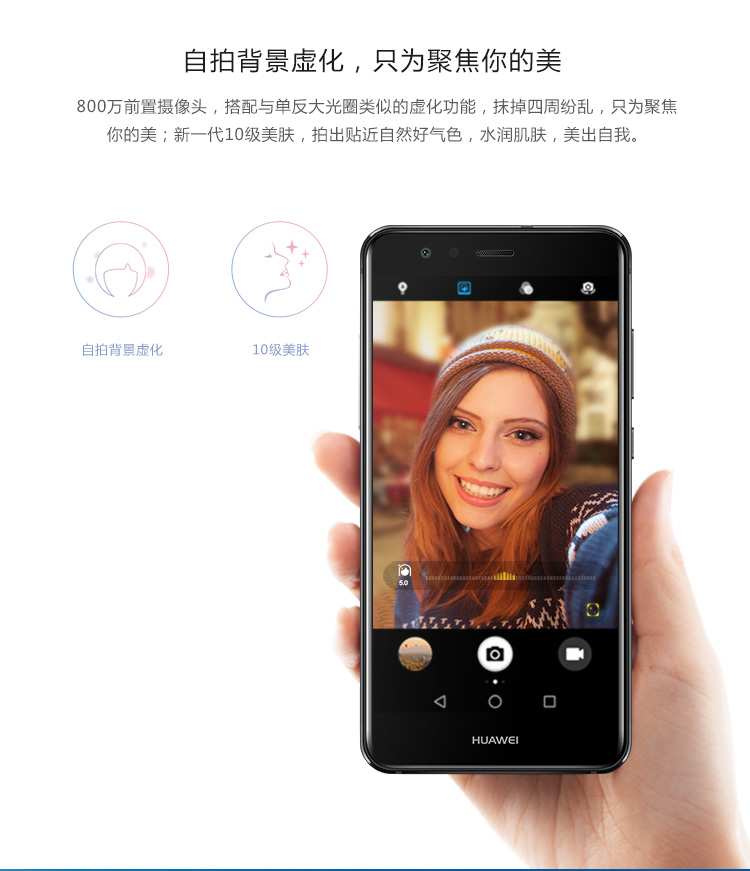 自拍背景虚化，只为聚焦你的美
800万前置摄像头，搭配与单反大光圈类似的虚化功能，抹掉四周纷乱，只为聚焦
你的美；新一代10级美肤，拍出贴近自然好气色，水润肌肤，美出自我。
自拍背景虚化
10级美肤
5.0
HUAWEI